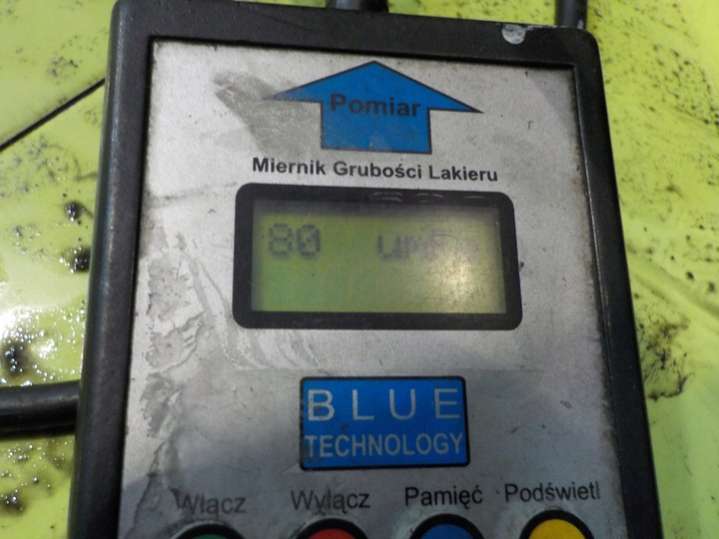 Pomiar
Miernik Grubości Lakieru
80
BLUE
TECHNOLOGY
Włącz Wyłącz Pamięć Podświetl